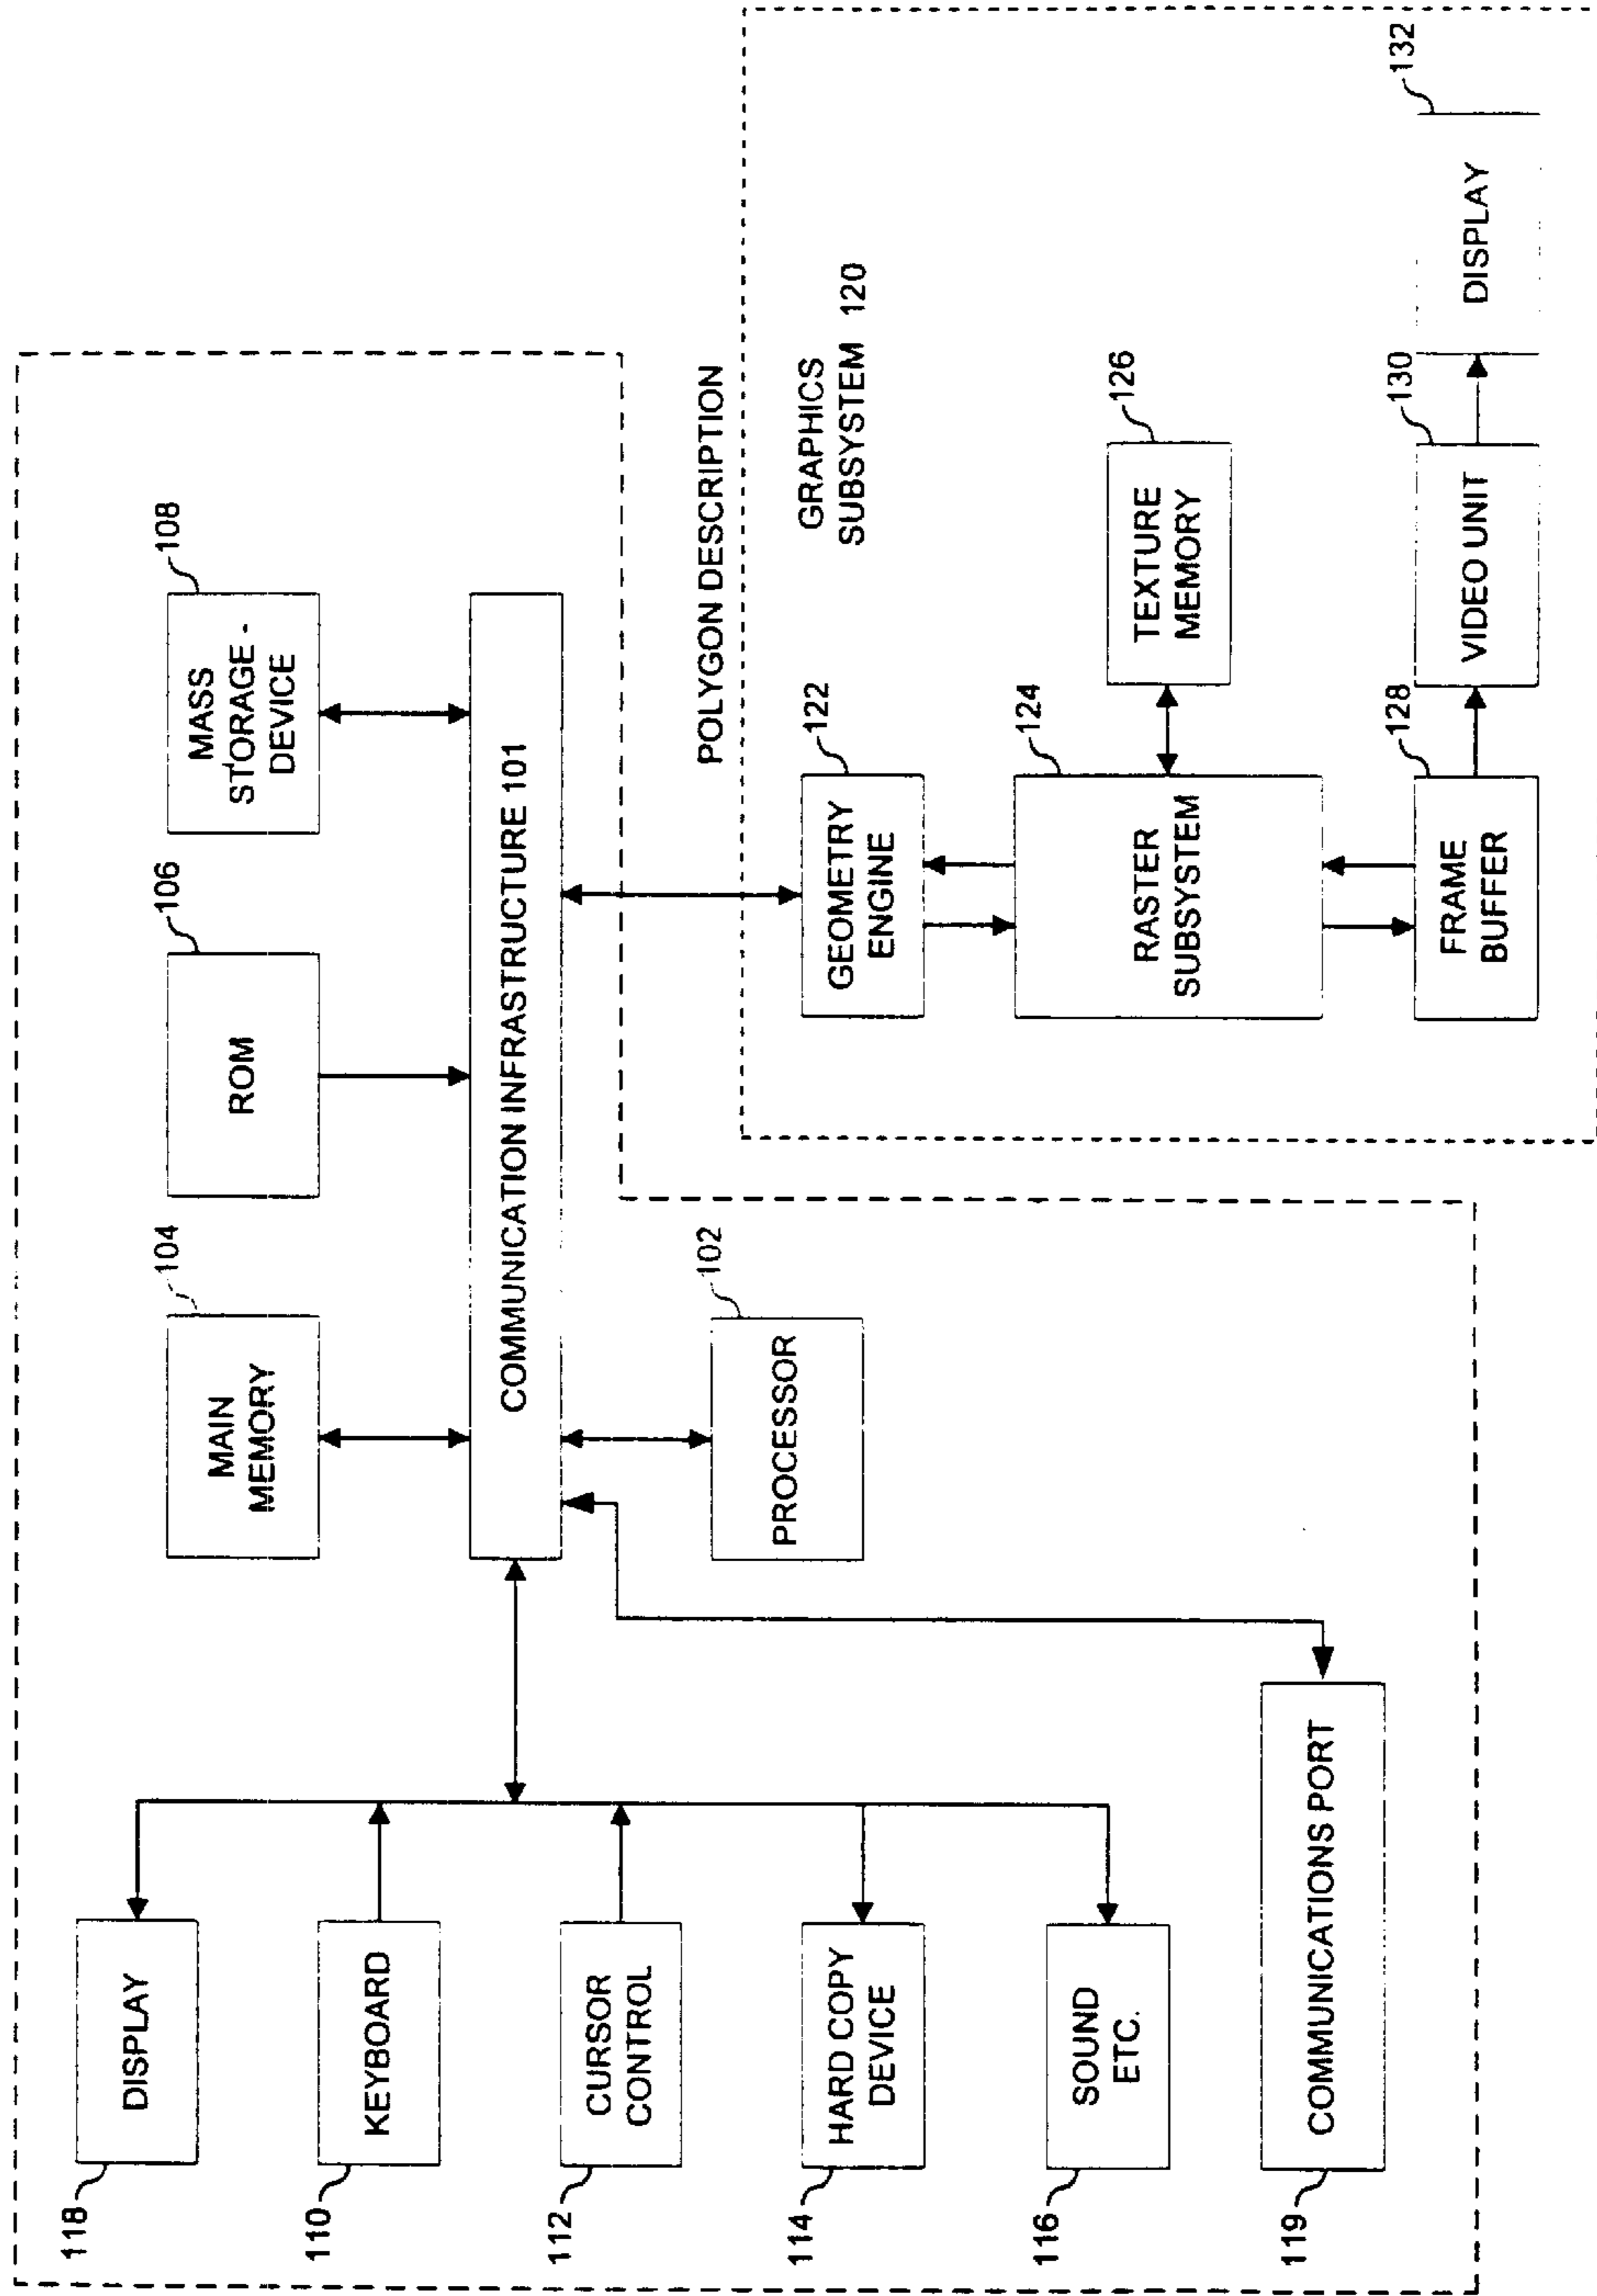 118
DISPLAY
110
KEYBOARD
112
CURSOR
CONTROL
114
HARD COPY
DEVICE
116
SOUND
ETC.
119
COMMUNICATIONS PORT
MAIN
MEMORY
104
ROM
106
MASS
STORAGE -
DEVICE
108
COMMUNICATION INFRASTRUCTURE 101
PROCESSOR
102
POLYGON DESCRIPTION
GRAPHICS
SUBSYSTEM 120
GEOMETRY
ENGINE
122
RASTER
SUBSYSTEM
124
TEXTURE
MEMORY
126
FRAME
BUFFER
128
VIDEO UNIT
130
DISPLAY
132